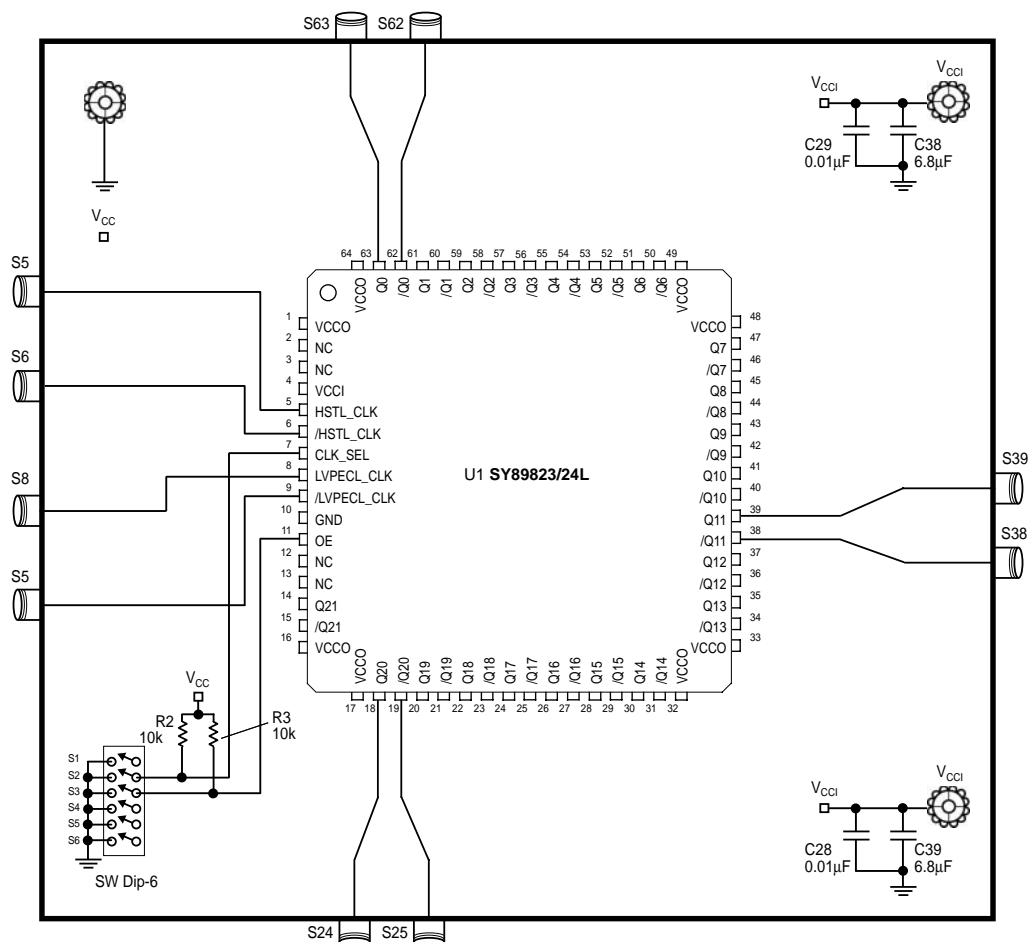 S63 S62
V_CCI V_CCI
C29
0.01µF
C38
6.8µF
V_CC
S5
S6
S8
S5
64 63 62 61 60 59 58 57 56 55 54 53 52 51 50 49
VCCO Q0 /Q0 Q1 /Q1 Q2 /Q2 Q3 /Q3 Q4 /Q4 Q5 /Q5 Q6 /Q6 VCCO
1 VCCO
2 NC
3 NC
4 VCCI
5 HSTL_CLK
6 /HSTL_CLK
7 CLK_SEL
8 LVPECL_CLK
9 /LVPECL_CLK
10 GND
11 OE
12 NC
13 NC
14 Q21
15 /Q21
16 VCCO
U1 SY89823/24L
VCCO 48
Q7 47
/Q7 46
Q8 45
/Q8 44
Q9 43
/Q9 42
Q10 41
/Q10 40
Q11 39
/Q11 38
Q12 37
/Q12 36
Q13 35
/Q13 34
VCCO 33
S39
S38
VCCO Q20 /Q20 Q19 /Q19 Q18 /Q18 Q17 /Q17 Q16 /Q16 Q15 /Q15 Q14 /Q14 VCCO
17 18 19 20 21 22 23 24 25 26 27 28 29 30 31 32
V_CC
R2
10k
R3
10k
S1
S2
S3
S4
S5
S6
SW Dip-6
V_CCI V_CCI
C28
0.01µF
C39
6.8µF
S24 S25